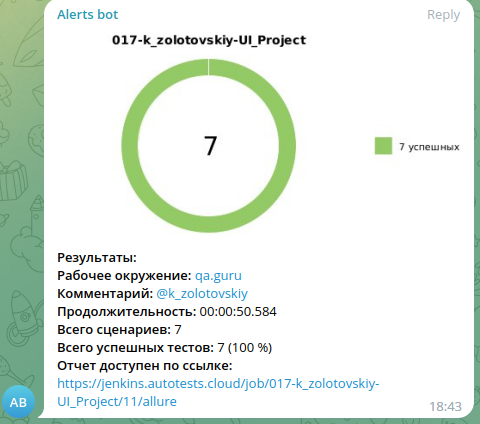 Alerts bot
Reply
017-k_zolotovskiy-UI_Project
7
7 успешных
Результаты:
Рабочее окружение: qa.guru
Комментарий: @k_zolotovskiy
Продолжительность: 00:00:50.584
Всего сценариев: 7
Всего успешных тестов: 7 (100 %)
Отчет доступен по ссылке:
https://jenkins.autotests.cloud/job/017-k_zolotovskiy-
UI_Project/11/allure
AB
18:43